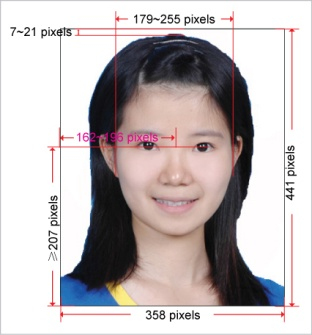 179~255 pixels
7~21 pixels
162~196 pixels
≥207 pixels
441 pixels
358 pixels